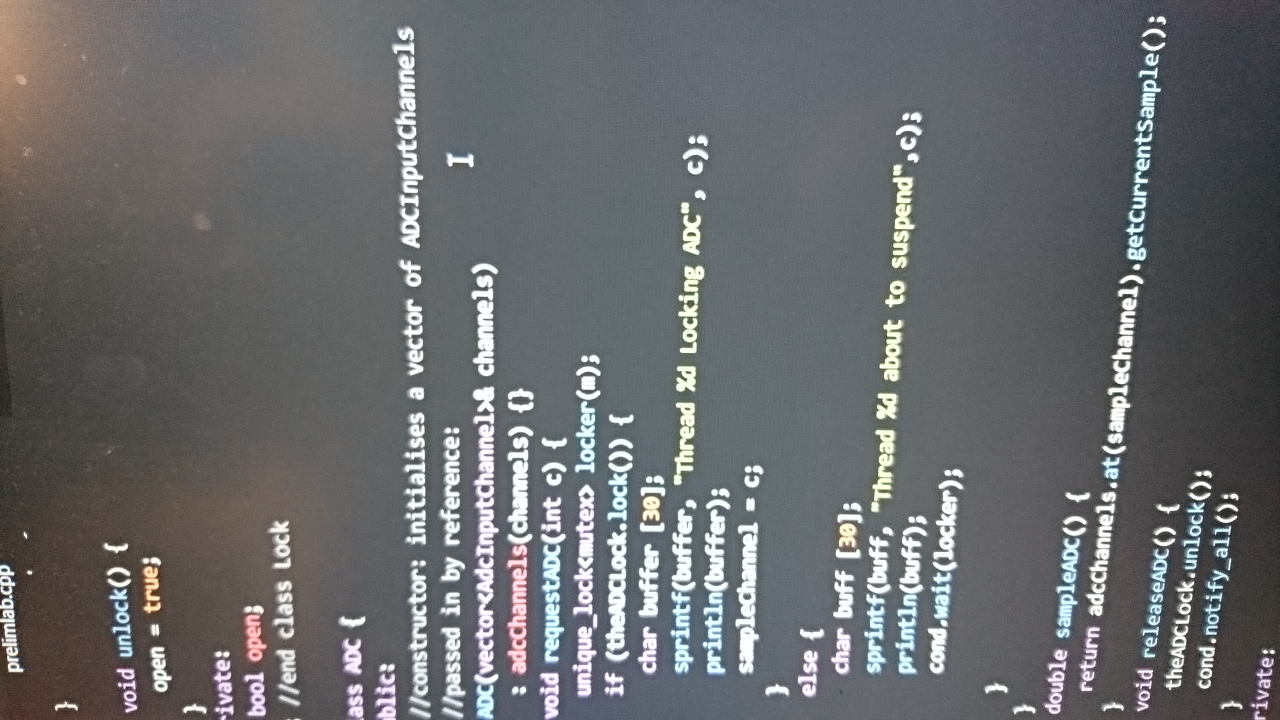 prelimlab.cpp
}
void unlock() {
open = true;
}
rivate:
bool open;
; //end class Lock
ass ADC {
blic:
//constructor: initialises a vector of ADCInputChannels
//passed in by reference:
ADC(vector<AdcInputChannel>& channels)
: adcChannels(channels) {}
void requestADC(int c) {
unique_lock<mutex> locker(m);
if (theADCLock.lock()) {
char buffer [30];
sprintf(buffer, "Thread %d Locking ADC", c);
println(buffer);
sampleChannel = c;
}
else {
char buff [30];
sprintf(buff, "Thread %d about to suspend",c);
println(buff);
cond.wait(locker);
}
}
double sampleADC() {
return adcChannels.at(sampleChannel).getCurrentSample();
}
void releaseADC() {
theADCLock.unlock();
cond.notify_all();
}
rivate: